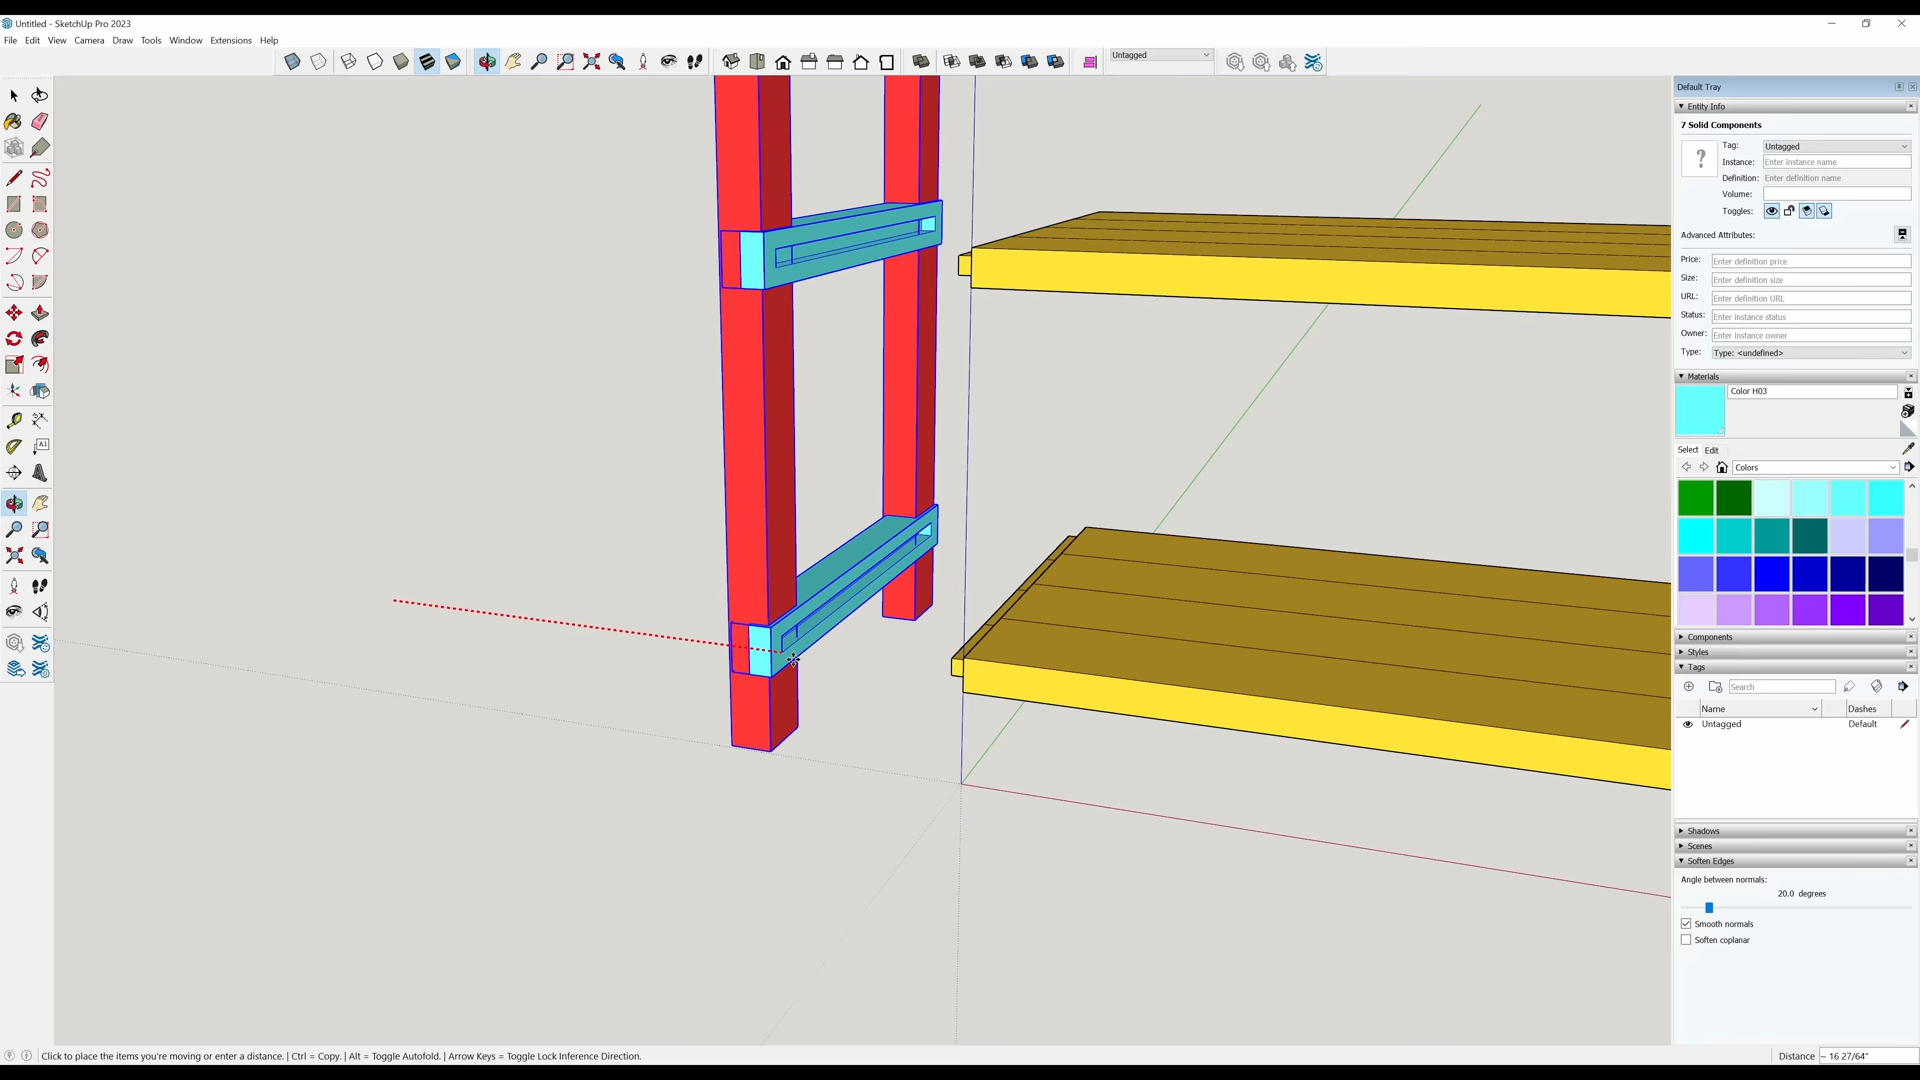 Untitled - SketchUp Pro 2023
File Edit View Camera Draw Tools Window Extensions Help
Untagged
Default Tray
Entity Info
7 Solid Components
?
Tag: Untagged
Instance: Enter instance name
Definition: Enter definition name
Volume:
Toggles:
Advanced Attributes:
Price: Enter definition price
Size: Enter definition size
URL: Enter definition URL
Status: Enter instance status
Owner: Enter instance owner
Type: Type: <undefined>
Materials
Color H03
Select Edit
Colors
Components
Styles
Tags
Search
Name Dashes
Untagged Default
Shadows
Scenes
Soften Edges
Angle between normals:
20.0 degrees
Smooth normals
Soften coplanar
Click to place the items you're moving or enter a distance. | Ctrl = Copy. | Alt = Toggle Autofold. | Arrow Keys = Toggle Lock Inference Direction.
Distance ~ 16 27/64"